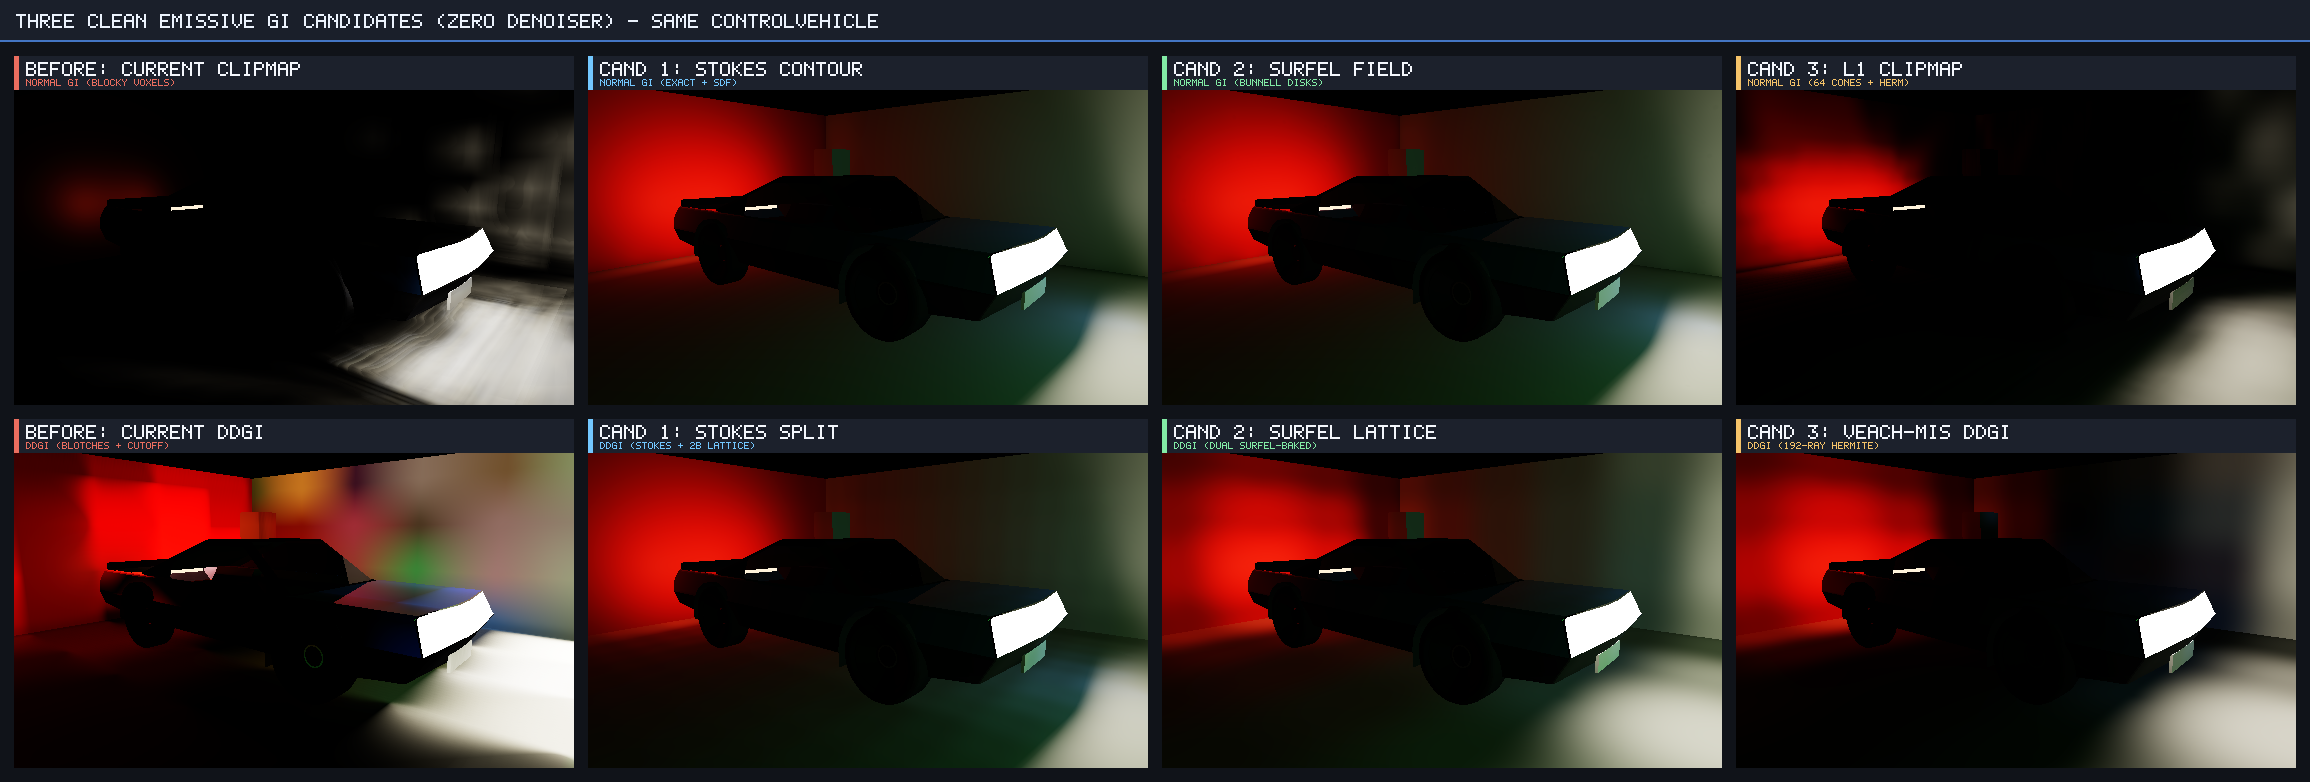 THREE CLEAN EMISSIVE GI CANDIDATES (ZERO DENOISER) - SAME CONTROLVEHICLE
BEFORE: CURRENT CLIPMAP
NORMAL GI (BLOCKY VOXELS)
CAND 1: STOKES CONTOUR
NORMAL GI (EXACT + SDF)
CAND 2: SURFEL FIELD
NORMAL GI (BUNNELL DISKS)
CAND 3: L1 CLIPMAP
NORMAL GI (64 CONES + HERM)
BEFORE: CURRENT DDGI
DDGI (BLOTCHES + CUTOFF)
CAND 1: STOKES SPLIT
DDGI (STOKES + 2B LATTICE)
CAND 2: SURFEL LATTICE
DDGI (DUAL SURFEL-BAKED)
CAND 3: VEACH-MIS DDGI
DDGI (192-RAY HERMITE)